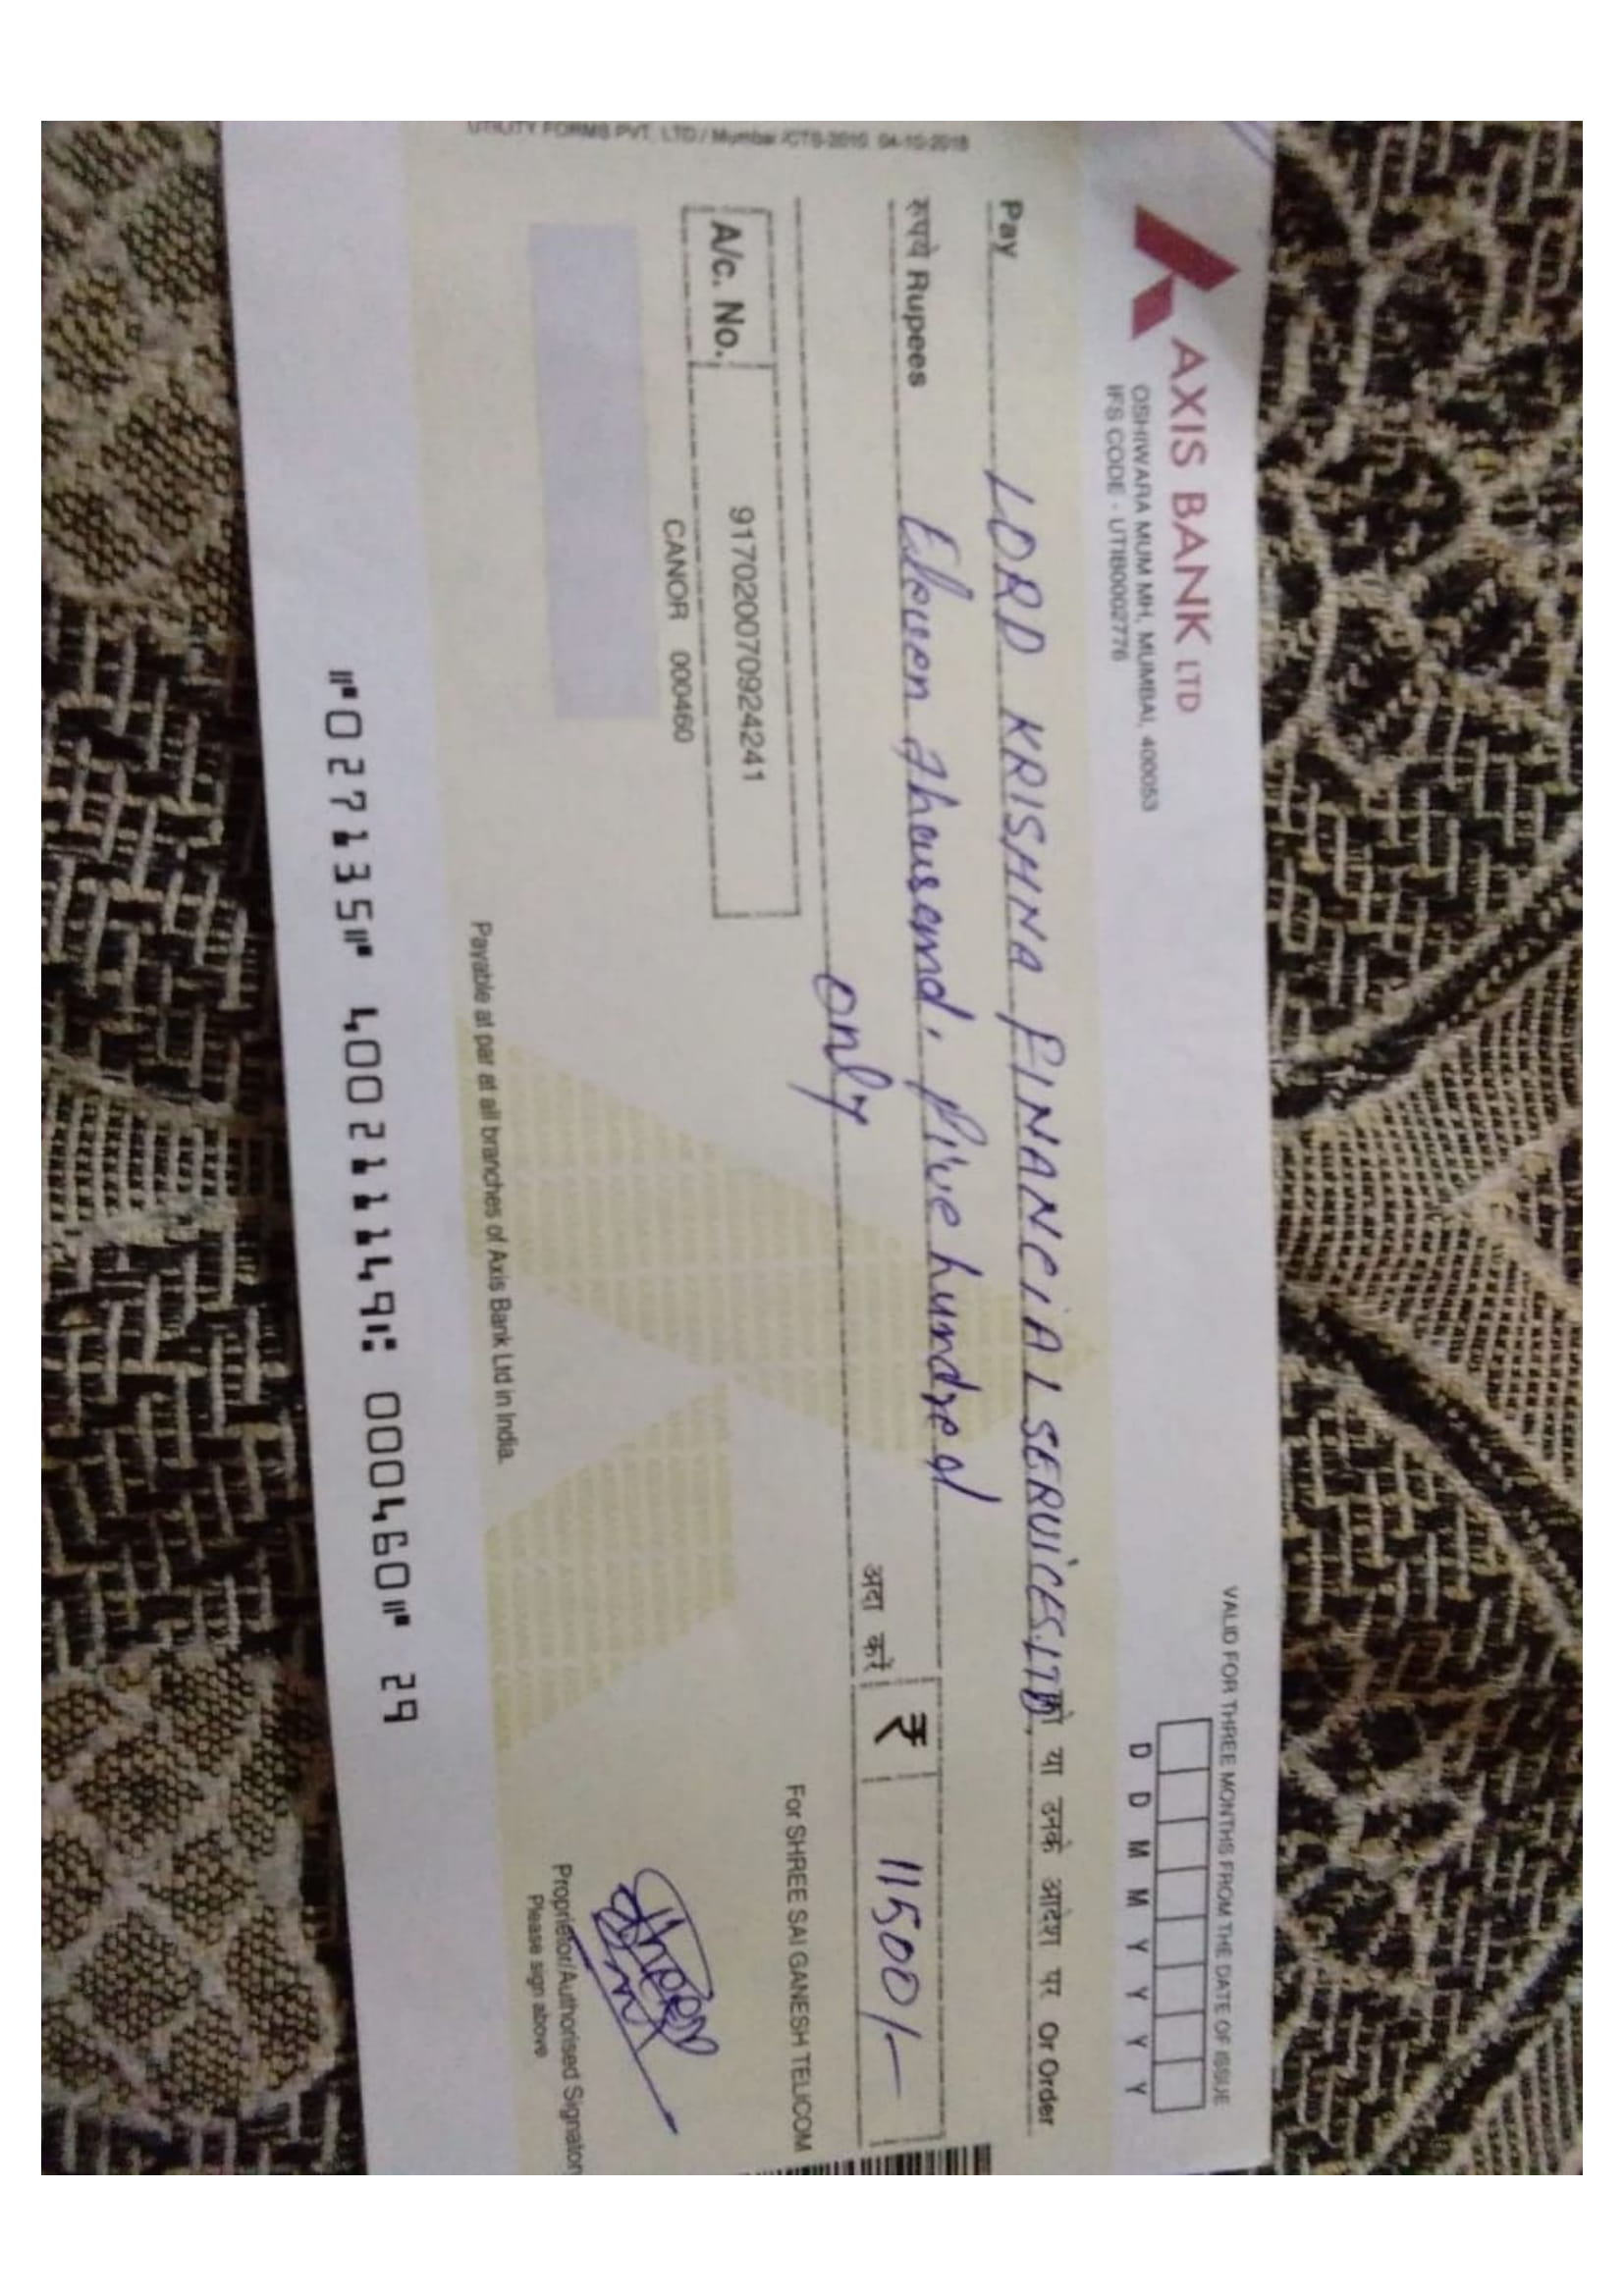 AXIS BANK LTD
OSHIWARA MUM MH, MUMBAI, 400053
IFS CODE - UTIB0002776
VALID FOR THREE MONTHS FROM THE DATE OF ISSUE
D D M M Y Y Y Y
Pay LORD KRISHNA FINANCIAL SERVICES LTD. को या उनके आदेश पर Or Order
रुपये Rupees Eleven thousand, five hundred
only अदा करें ₹ 11500/-
A/c. No. 917020070924241
CANOR 000460
For SHREE SAI GANESH TELICOM
Proprietor/Authorised Signatory
Please sign above
Payable at par at all branches of Axis Bank Ltd in India.
⑈027135⑈ 400211149⑆ 000460⑈ 29
UTILITY FORMS PVT. LTD / Mumbai /CTS-2010 04-10-2018